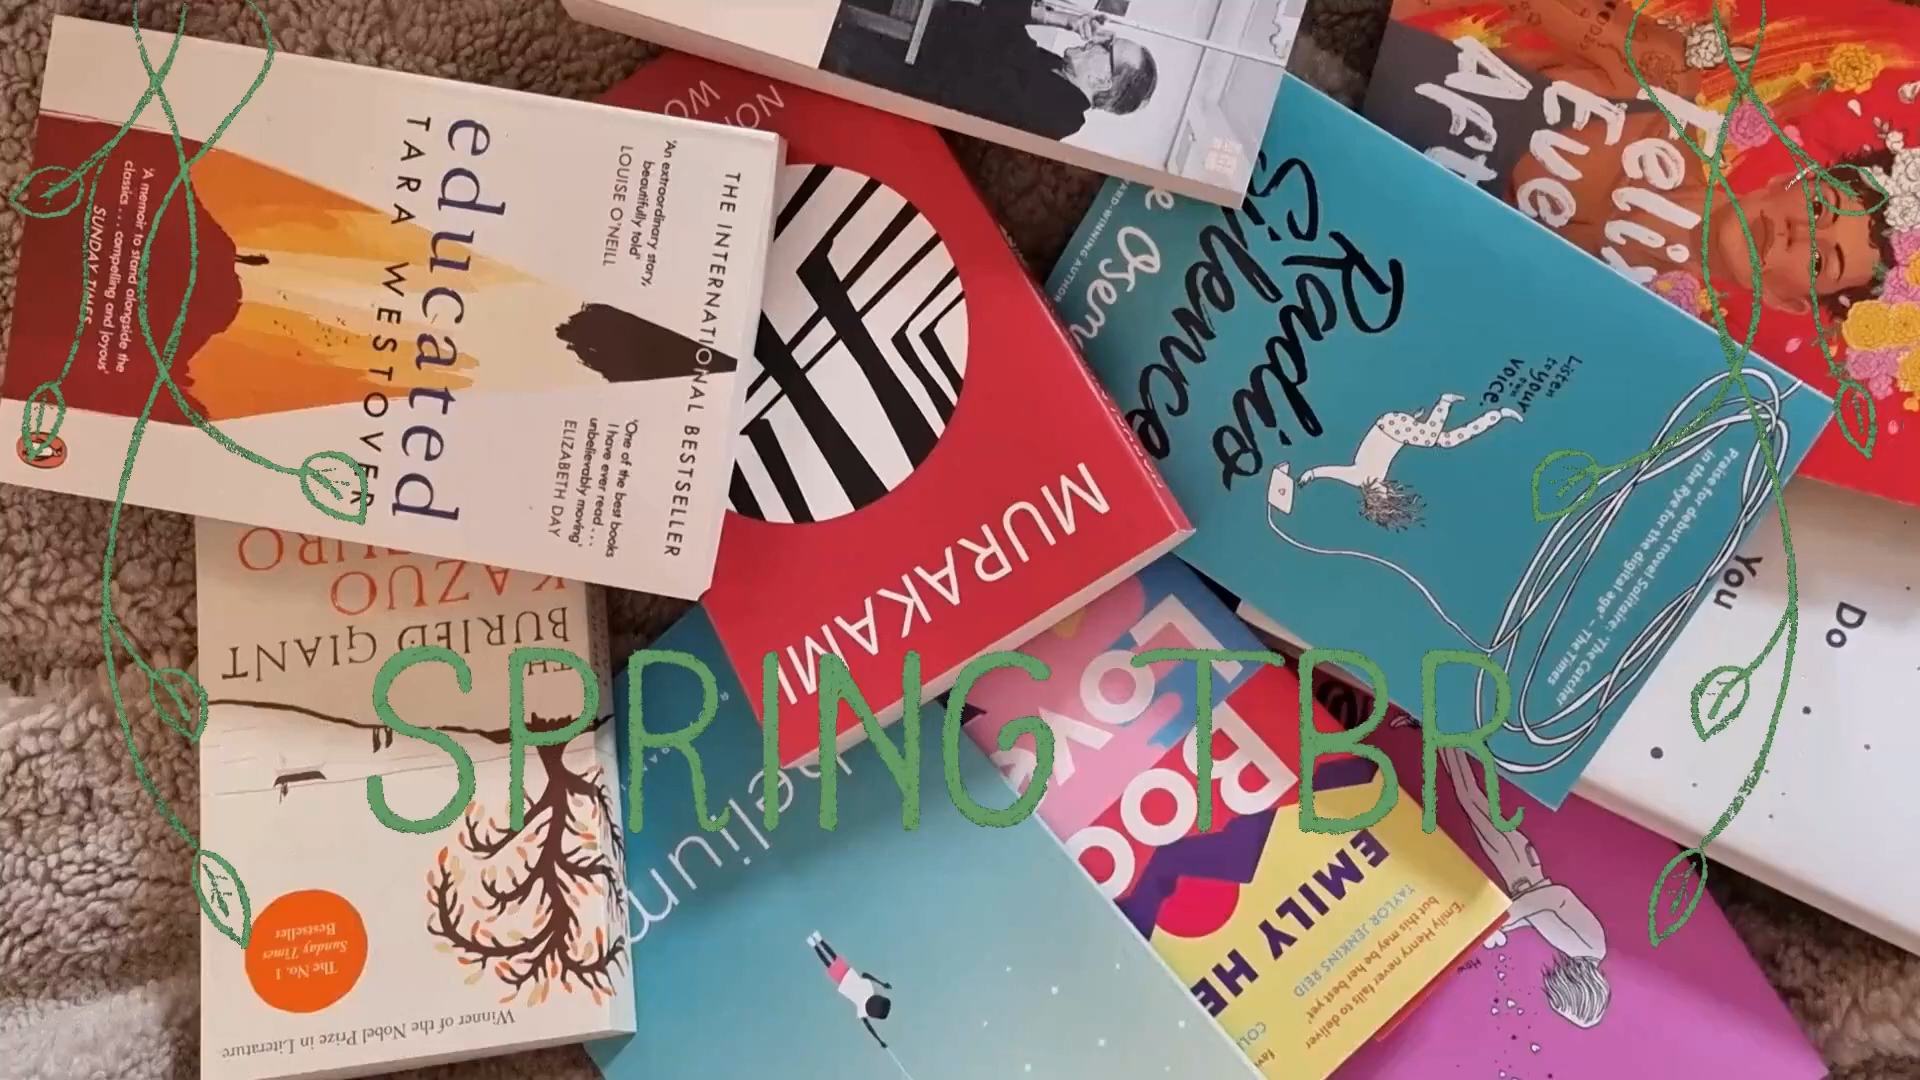 educated
TARA WESTOVER
'An extraordinary story,
beautifully told'
LOUISE O'NEILL
THE INTERNATIONAL BESTSELLER
'One of the best books
I have ever read . . .
unbelievably moving'
ELIZABETH DAY
'A memoir to stand alongside the
classics . . . compelling and joyous'
SUNDAY TIMES
MURAKAMI
Radio
Silence
Listen
to your
own
voice.
Praise for debut novel Solitaire: 'The Catcher
in the Rye for the digital age' – The Times
Eve
You
Do
KAZUO
BURIED GIANT
The No. 1
Sunday Times
Bestseller
Winner of the Nobel Prize in Literature
EMILY HE
TAYLOR JENKINS REID
'Emily Henry never fails to deliver
but this may be her best yet'
SPRING TBR